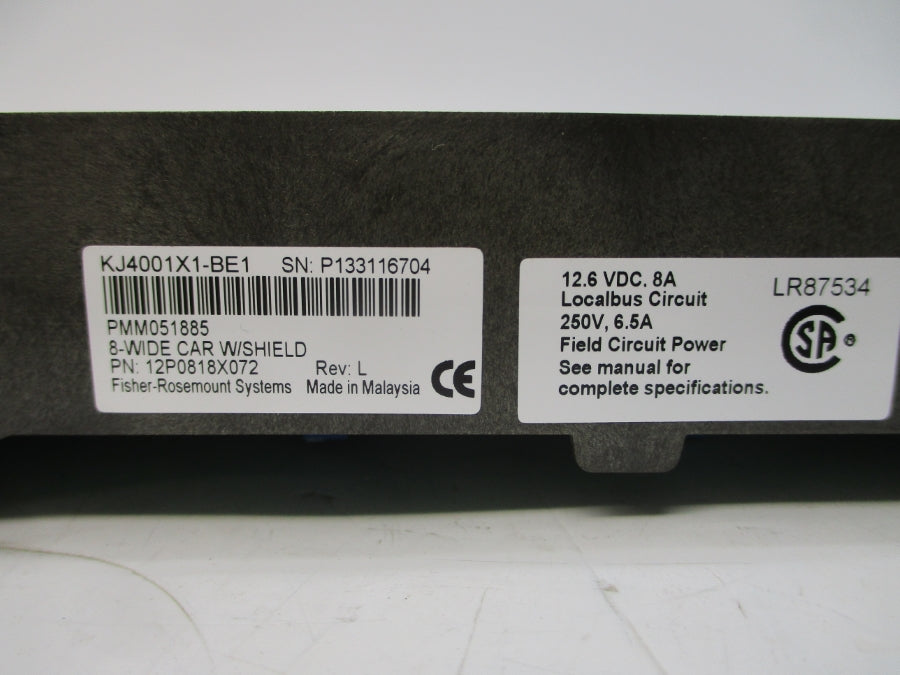 KJ4001X1-BE1 SN: P133116704
PMM051885
8-WIDE CAR W/SHIELD
PN: 12P0818X072 Rev: L
Fisher-Rosemount Systems Made in Malaysia CE
12.6 VDC, 8A
Localbus Circuit
250V, 6.5A
Field Circuit Power
See manual for
complete specifications.
LR87534
CSA ®